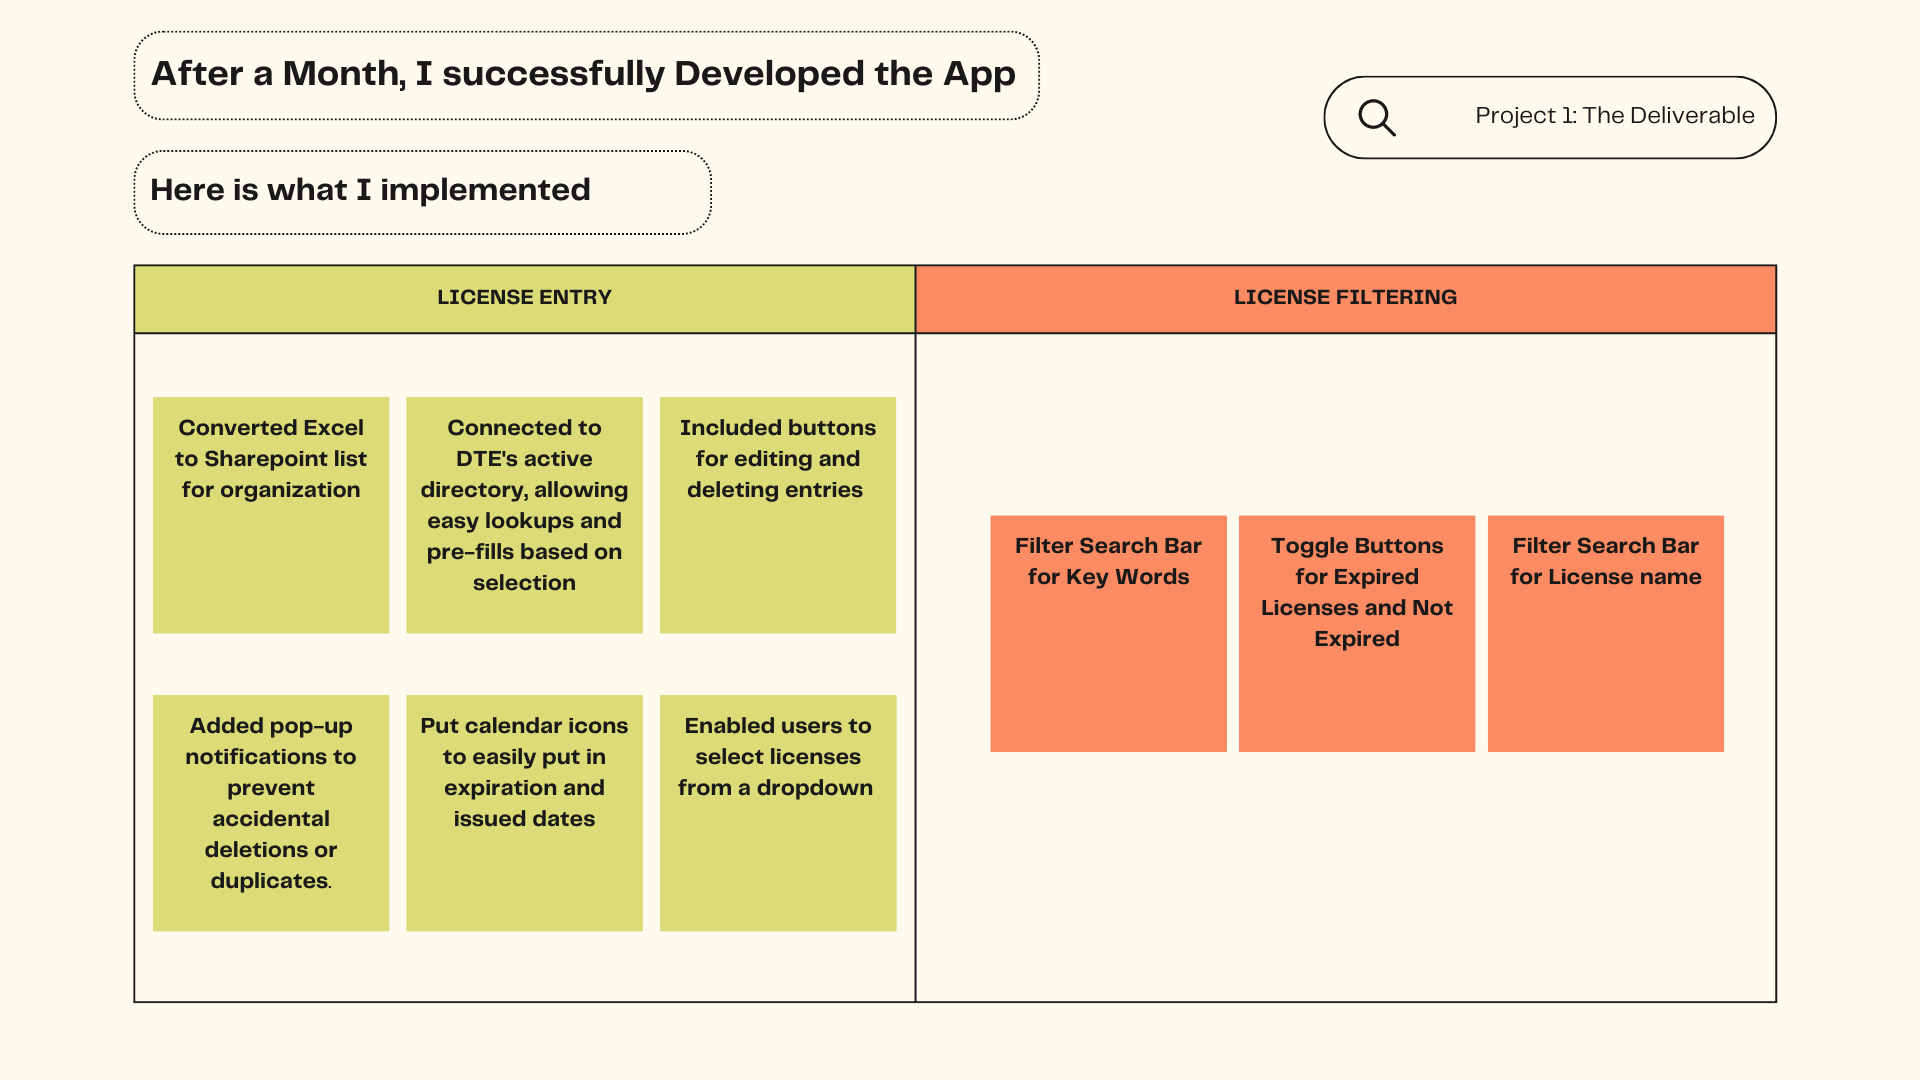 After a Month, I successfully Developed the App
Project 1: The Deliverable
Here is what I implemented
LICENSE ENTRY
LICENSE FILTERING
Converted Excel
to Sharepoint list
for organization
Connected to
DTE's active
directory, allowing
easy lookups and
pre-fills based on
selection
Included buttons
for editing and
deleting entries
Added pop-up
notifications to
prevent
accidental
deletions or
duplicates.
Put calendar icons
to easily put in
expiration and
issued dates
Enabled users to
select licenses
from a dropdown
Filter Search Bar
for Key Words
Toggle Buttons
for Expired
Licenses and Not
Expired
Filter Search Bar
for License name